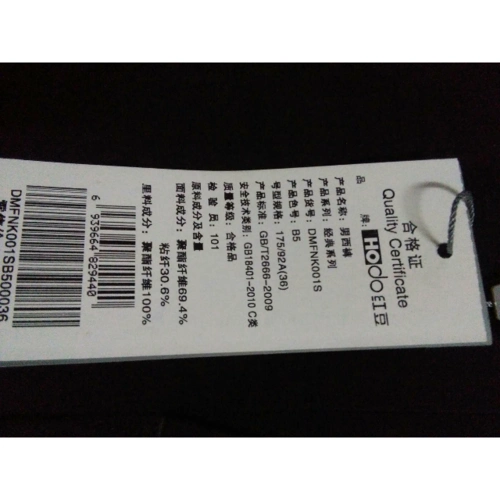 合格证
Quality Certificate
品 牌: HOdo红豆
产品名称: 男西裤
产品系列: 经典系列
产品货号: DMFNK001S
产品色号: B5
号型规格: 175/92A(36)
产品标准: GB/T2666-2009
安全技术类别: GB18401-2010 C类
质量等级: 合格品
检 验 员: 101
原料成分及含量
面料成分: 聚酯纤维69.4%
粘纤30.6%
里料成分: 聚酯纤维100%
6 939664 829440
DMFNK001SB500036